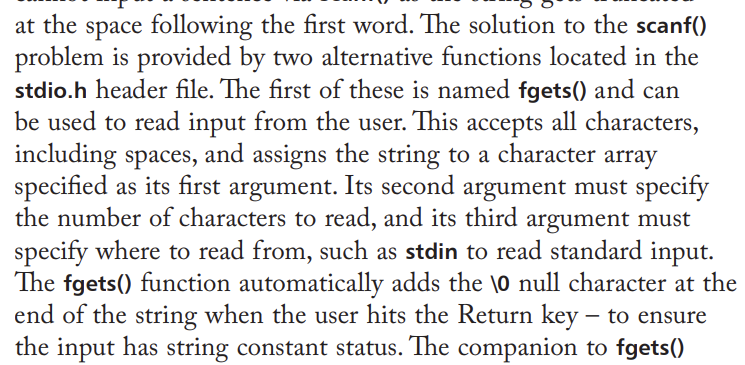 at the space following the first word. The solution to the scanf()
problem is provided by two alternative functions located in the
stdio.h header file. The first of these is named fgets() and can
be used to read input from the user. This accepts all characters,
including spaces, and assigns the string to a character array
specified as its first argument. Its second argument must specify
the number of characters to read, and its third argument must
specify where to read from, such as stdin to read standard input.
The fgets() function automatically adds the \0 null character at the
end of the string when the user hits the Return key – to ensure
the input has string constant status. The companion to fgets()